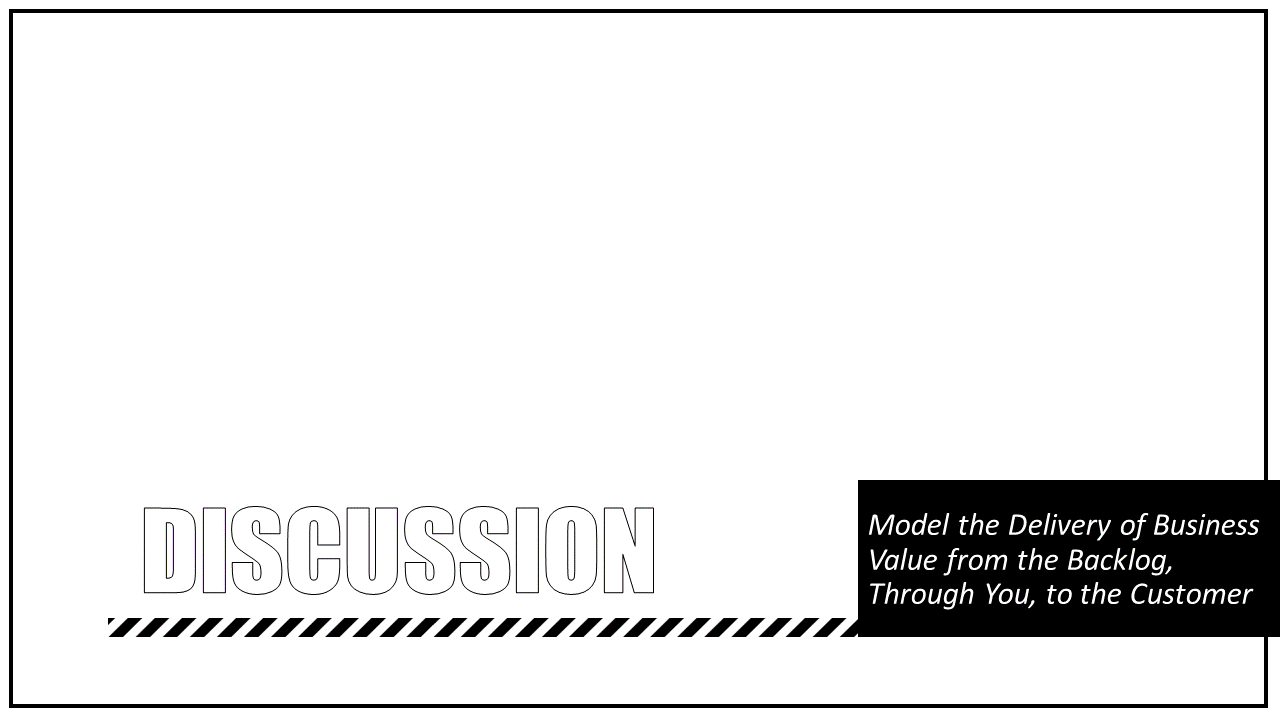 DISCUSSION
Model the Delivery of Business
Value from the Backlog,
Through You, to the Customer